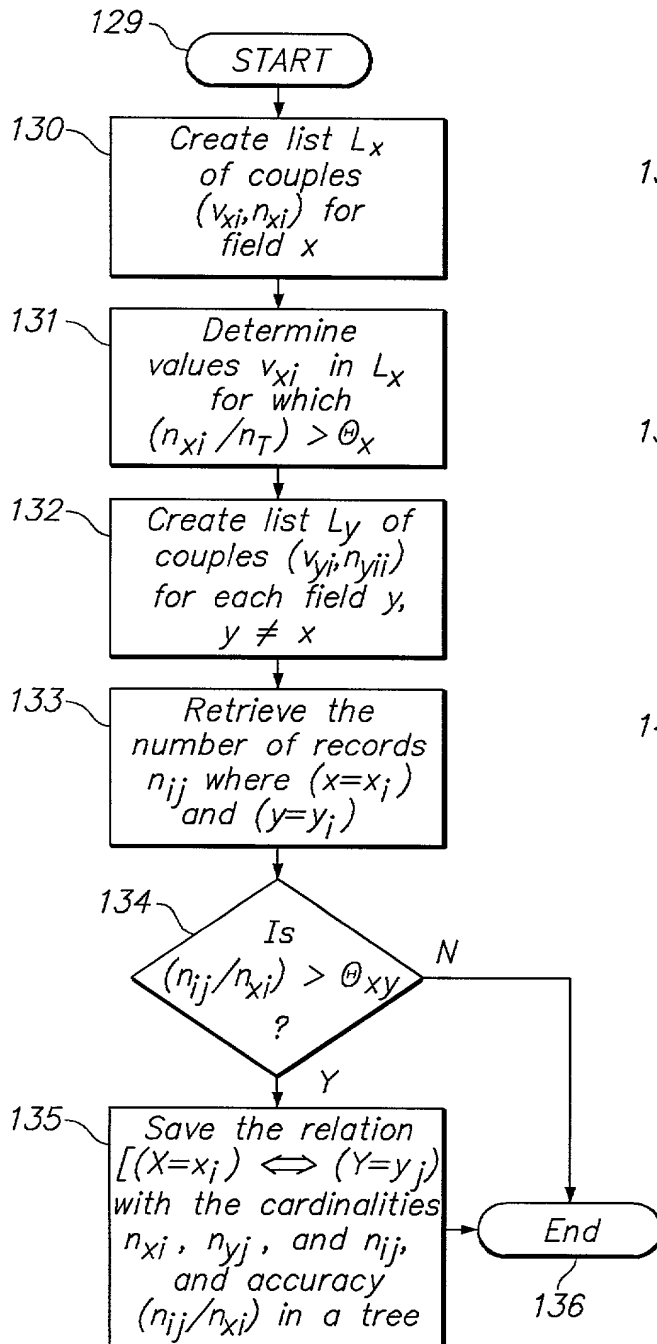 129
START
130
Create list Lx
of couples
(vxi,nxi) for
field x
131
Determine
values vxi in Lx
for which
(nxi /nT) > Θx
132
Create list Ly of
couples (vyi,nyii)
for each field y,
y ≠ x
133
Retrieve the
number of records
nij where (x=xi)
and (y=yi)
134
Is
(nij/nxi) > Θxy
?
N
Y
135
Save the relation
[(X=xi) ⇔ (Y=yj)
with the cardinalities
nxi , nyj , and nij,
and accuracy
(nij/nxi) in a tree
End
136